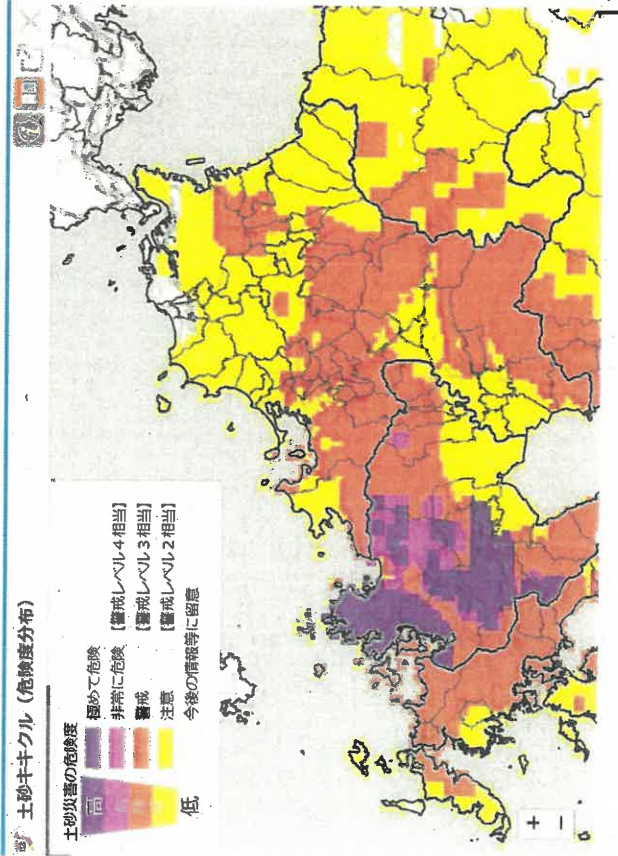 土砂キキクル（危険度分布）
土砂災害の危険度
高
極めて危険
非常に危険 【警戒レベル4相当】
警戒 【警戒レベル3相当】
注意 【警戒レベル2相当】
低 今後の情報等に留意
+
−